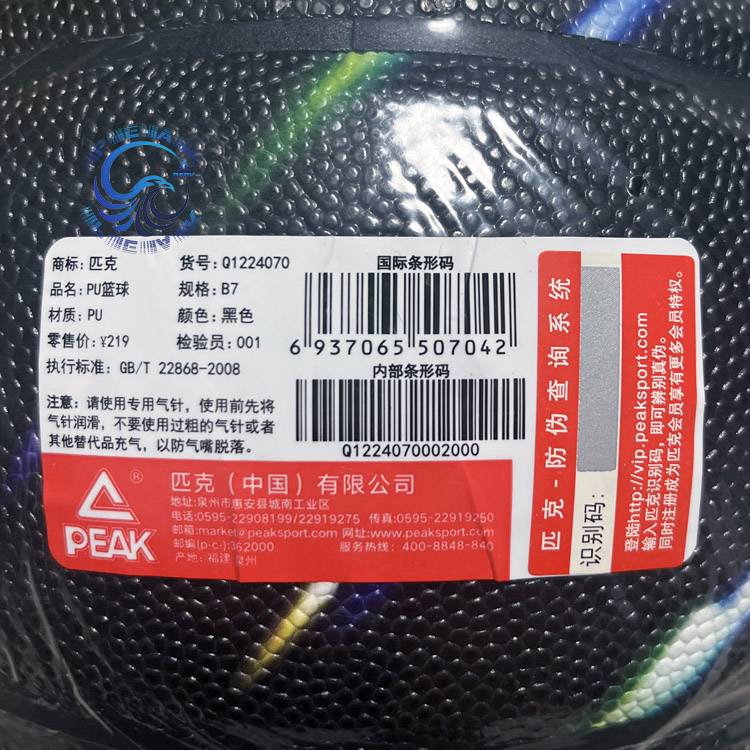 商标: 匹克 货号: Q1224070
品名: PU篮球 规格: B7
材质: PU 颜色: 黑色
零售价: ¥219 检验员: 001
执行标准: GB/T 22868-2008
注意: 请使用专用气针，使用前先将
气针润滑，不要使用过粗的气针或者
其他替代品充气，以防气嘴脱落。
国际条形码
6 937065 507042
内部条形码
Q1224070002000
®
PEAK
匹克（中国）有限公司
地址:泉州市惠安县城南工业区
电话:0595-22908199/22919275 传真:0595-22919250
邮箱:market@peaksport.com 网址:www.peaksport.com
邮编(p·c·):362000 服务热线: 400-8848-840
产地: 福建 泉州
匹克-防伪查询系统
识别码:
登陆http://vip.peaksport.com
输入匹克识别码，即可辨别真伪。
同时注册成为匹克会员享有更多会员特权。